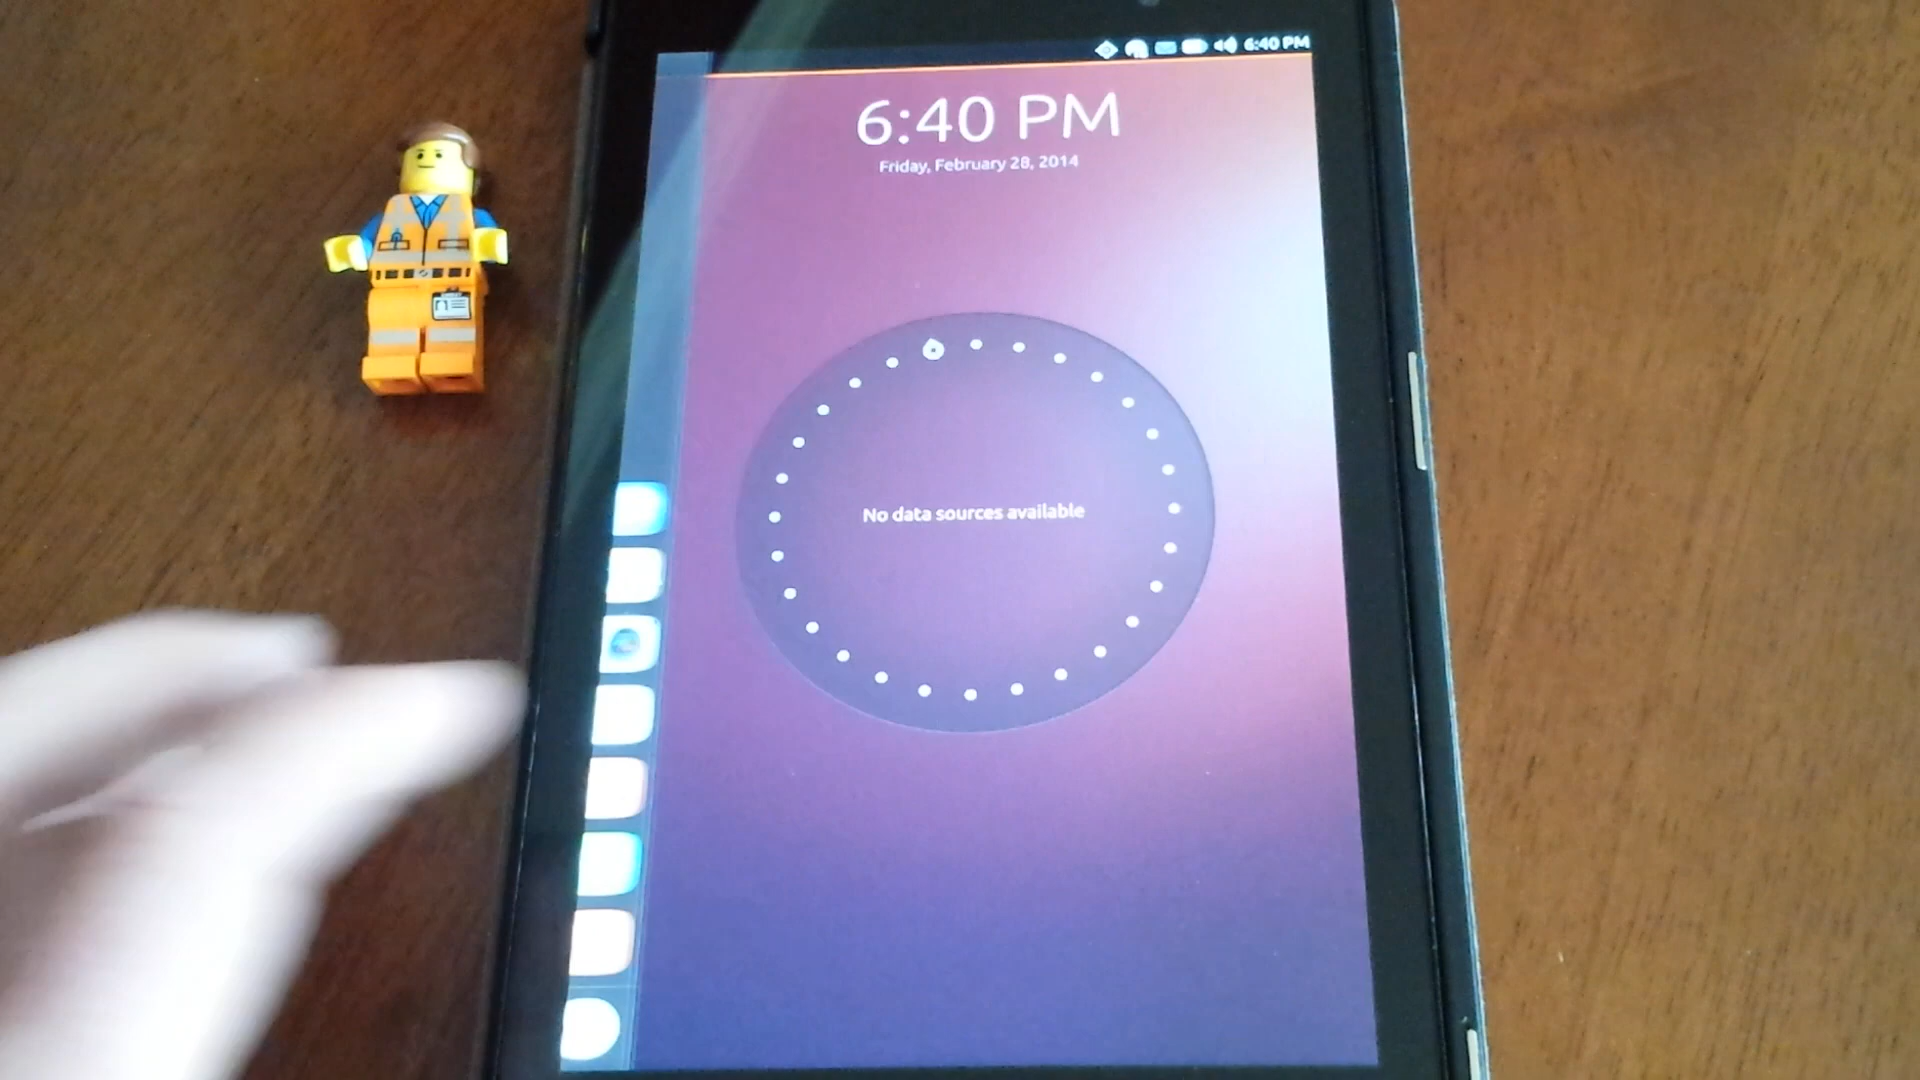 6:40 PM
6:40 PM
Friday, February 28, 2014
No data sources available